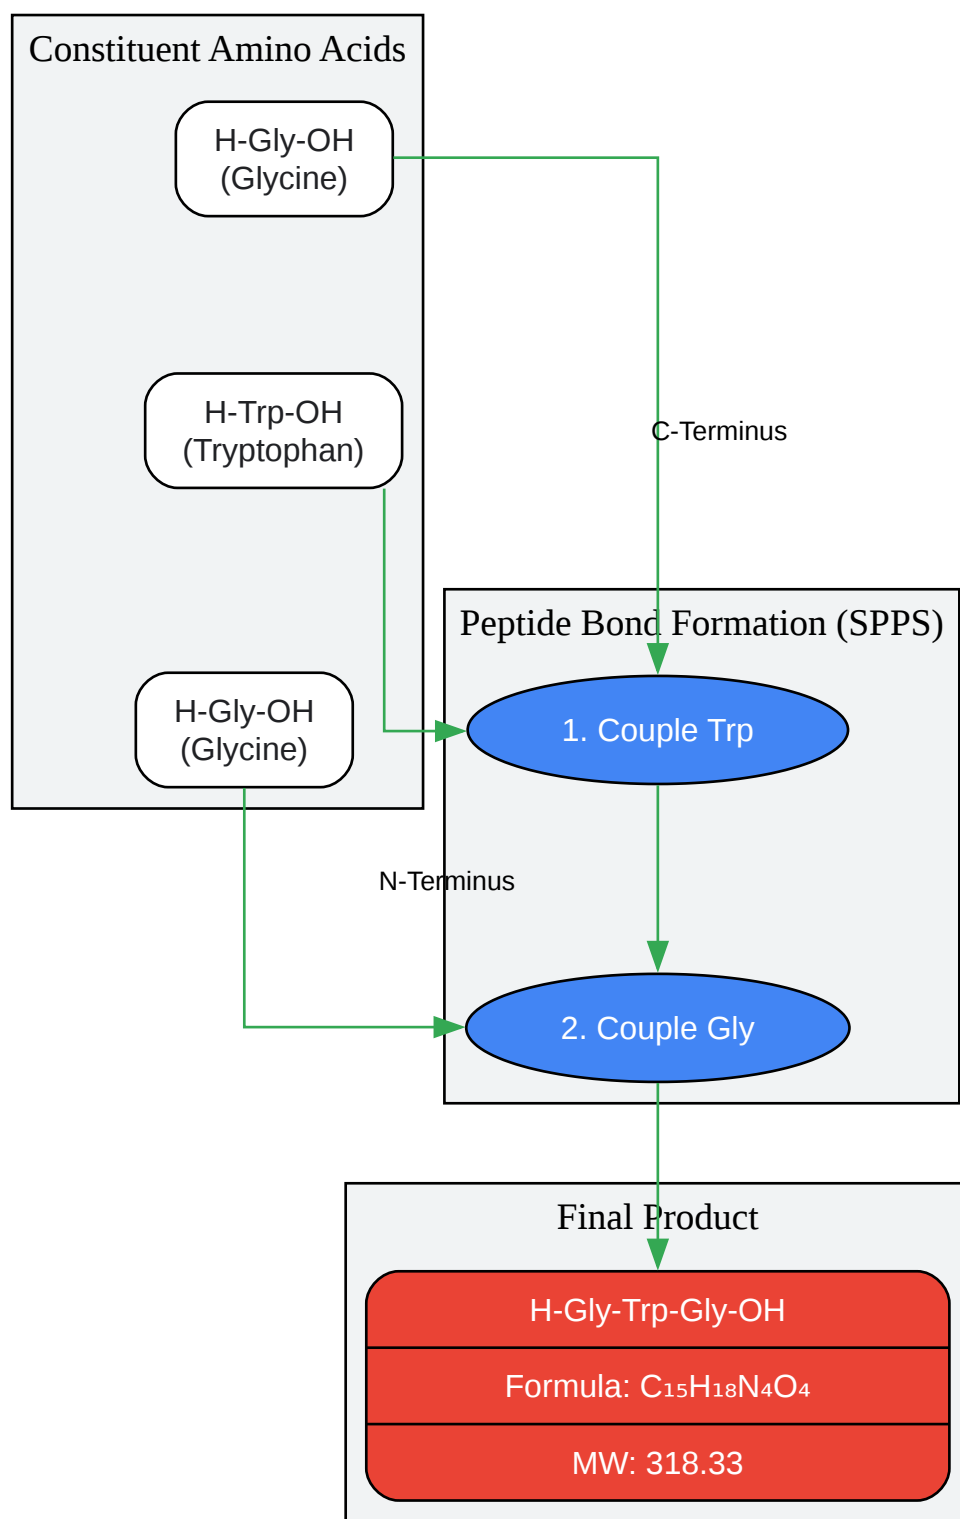 Constituent Amino Acids
H-Gly-OH
(Glycine)
H-Trp-OH
(Tryptophan)
C-Terminus
Peptide Bond Formation (SPPS)
H-Gly-OH
(Glycine)
1. Couple Trp
N-Terminus
2. Couple Gly
Final Product
H-Gly-Trp-Gly-OH
Formula: C₁₅H₁₈N₄O₄
MW: 318.33